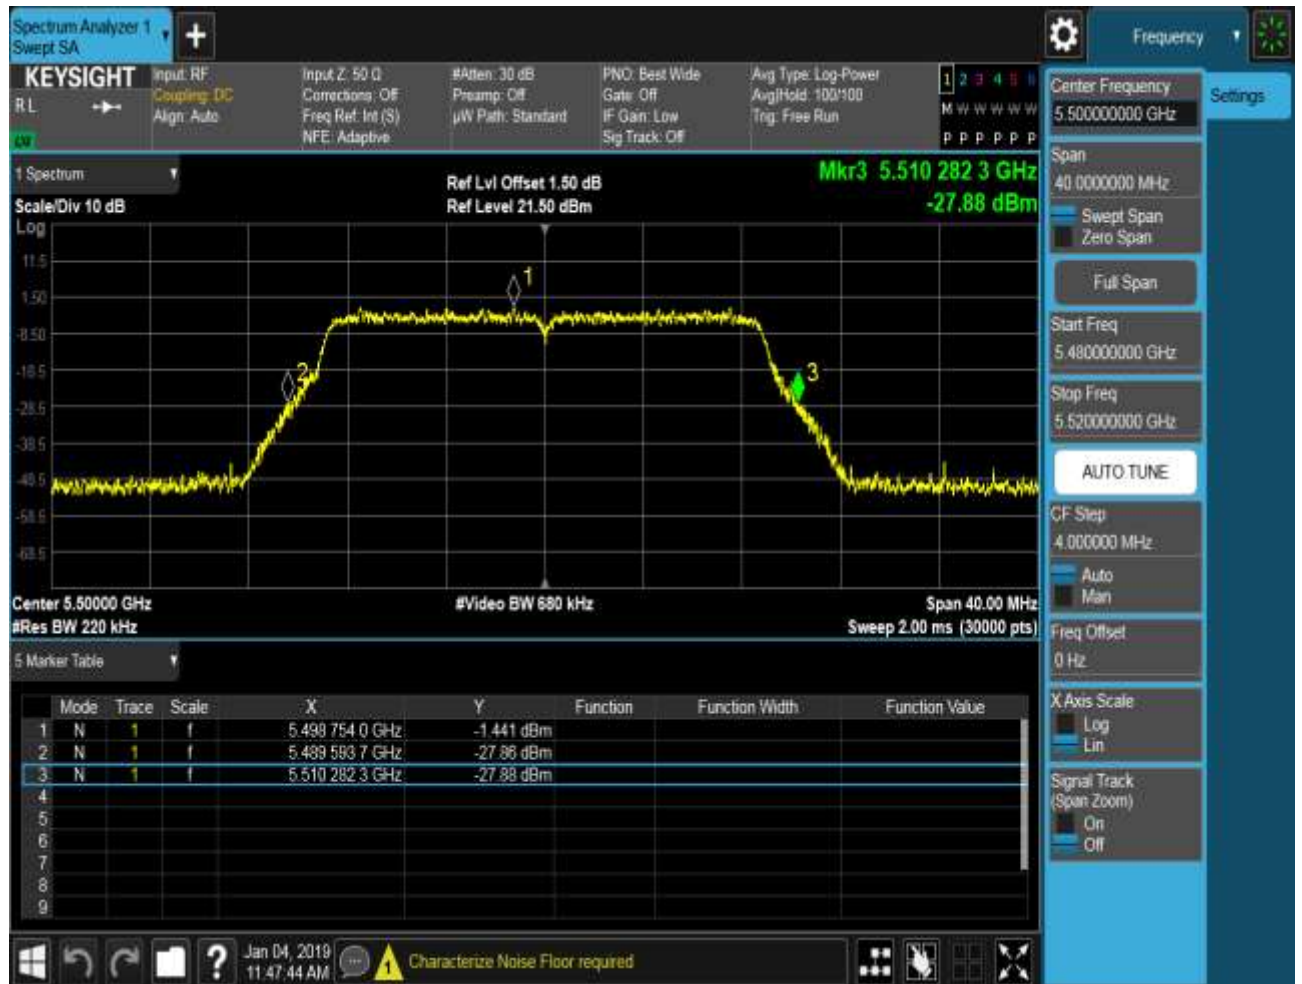 Spectrum Analyzer 1
Swept SA
Frequency
KEYSIGHT
RL
Input: RF
Coupling: DC
Align: Auto
Input Z: 50 Ω
Corrections: Off
Freq Ref: Int (S)
NFE: Adaptive
#Atten: 30 dB
Preamp: Off
µW Path: Standard
PNO: Best Wide
Gate: Off
IF Gain: Low
Sig Track: Off
Avg Type: Log-Power
Avg|Hold: 100/100
Trig: Free Run
1 2 3 4 5 6
M W W W W W
P P P P P P
1 Spectrum
Scale/Div 10 dB
Ref Lvl Offset 1.50 dB
Ref Level 21.50 dBm
Mkr3 5.510 282 3 GHz
-27.88 dBm
Log
11.5
1.50
-8.50
-18.5
-28.5
-38.5
-48.5
-58.5
-68.5
1
2
3
Center 5.50000 GHz
#Video BW 680 kHz
Span 40.00 MHz
#Res BW 220 kHz
Sweep 2.00 ms (30000 pts)
5 Marker Table
Mode Trace Scale X Y Function Function Width Function Value
1 N 1 f 5.498 754 0 GHz -1.441 dBm
2 N 1 f 5.489 593 7 GHz -27.86 dBm
3 N 1 f 5.510 282 3 GHz -27.88 dBm
4
5
6
7
8
9
Jan 04, 2019
11:47:44 AM
Characterize Noise Floor required
Settings
Center Frequency
5.500000000 GHz
Span
40.0000000 MHz
Swept Span
Zero Span
Full Span
Start Freq
5.480000000 GHz
Stop Freq
5.520000000 GHz
AUTO TUNE
CF Step
4.000000 MHz
Auto
Man
Freq Offset
0 Hz
X Axis Scale
Log
Lin
Signal Track
(Span Zoom)
On
Off